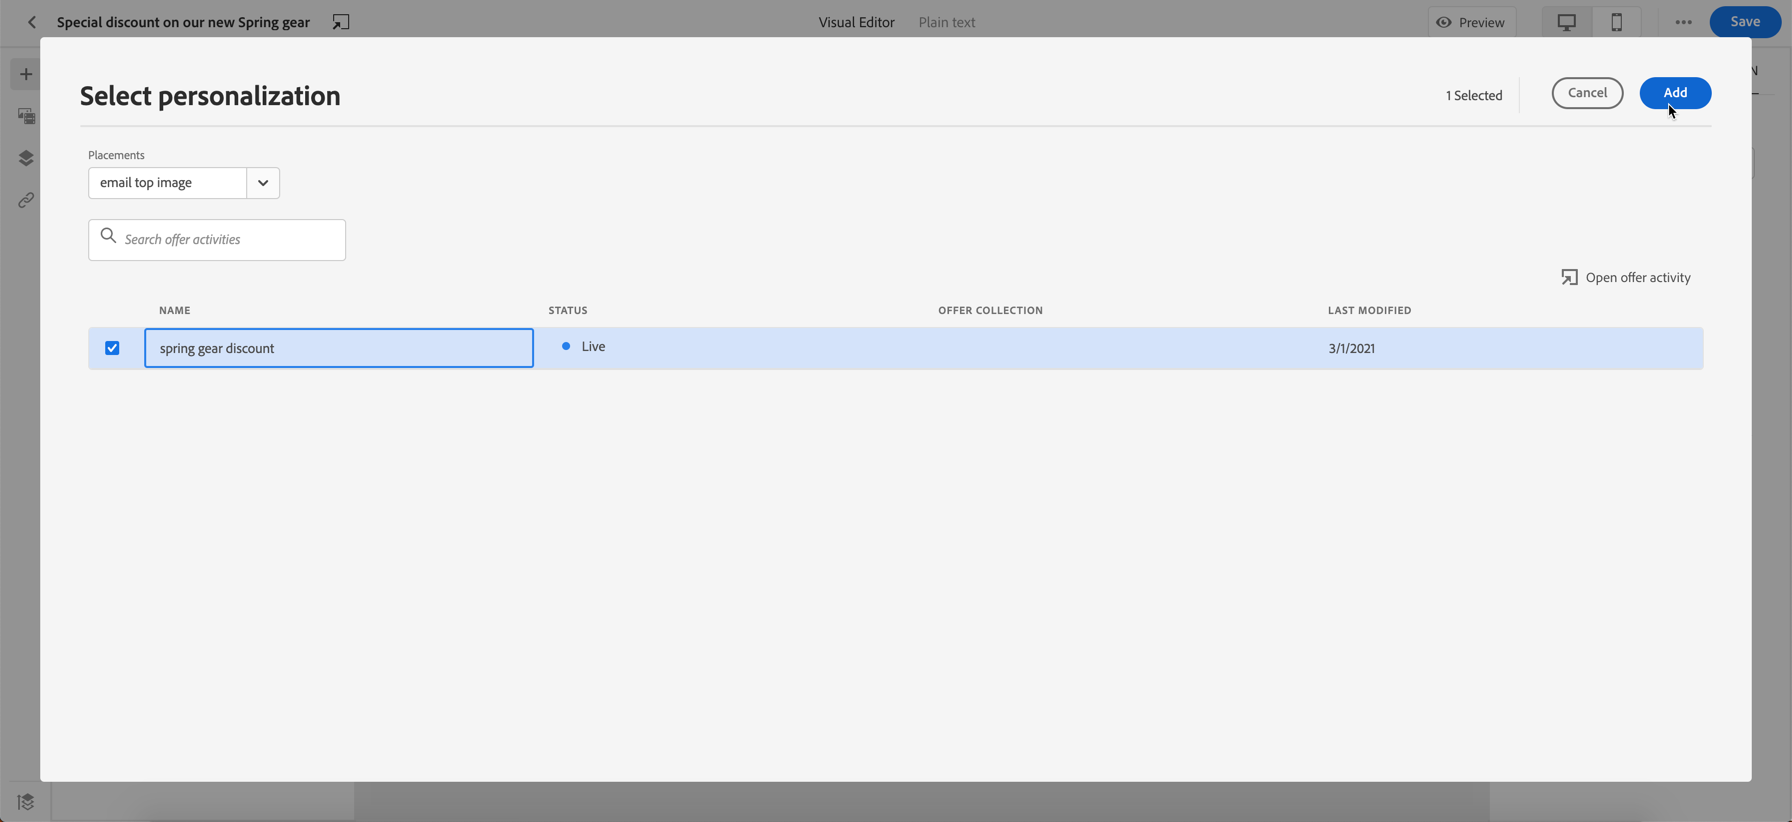 Special discount on our new Spring gear
Visual Editor
Plain text
Preview
Save
N
Select personalization
1 Selected
Cancel
Add
Placements
email top image
Search offer activities
Open offer activity
NAME
STATUS
OFFER COLLECTION
LAST MODIFIED
spring gear discount
Live
3/1/2021